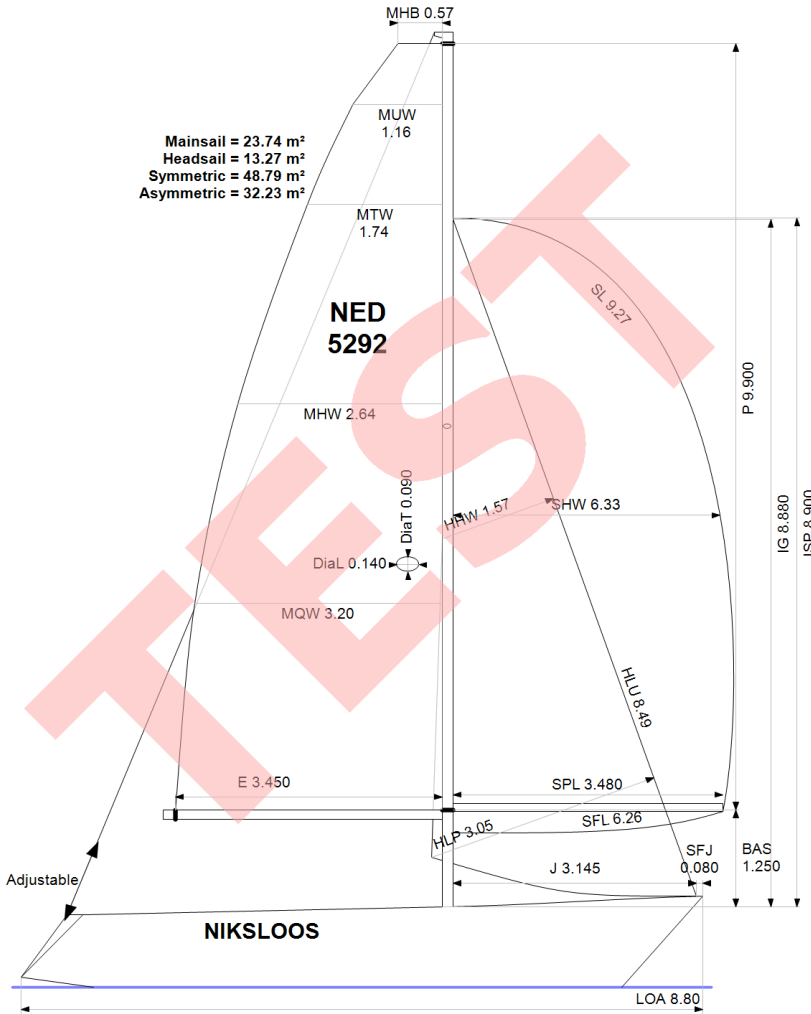 MHB 0.57
MUW
1.16
Mainsail = 23.74 m²
Headsail = 13.27 m²
Symmetric = 48.79 m²
Asymmetric = 32.23 m²
MTW
1.74
SL 9.27
NED
5292
P 9.900
MHW 2.64
DiaT 0.090
HHW 1.57
SHW 6.33
IG 8.880
ISP 8.900
DiaL 0.140
MQW 3.20
HLU 8.49
E 3.450
SPL 3.480
SFL 6.26
HLP 3.05
SFJ
0.080
BAS
1.250
J 3.145
Adjustable
NIKSLOOS
LOA 8.80
TEST